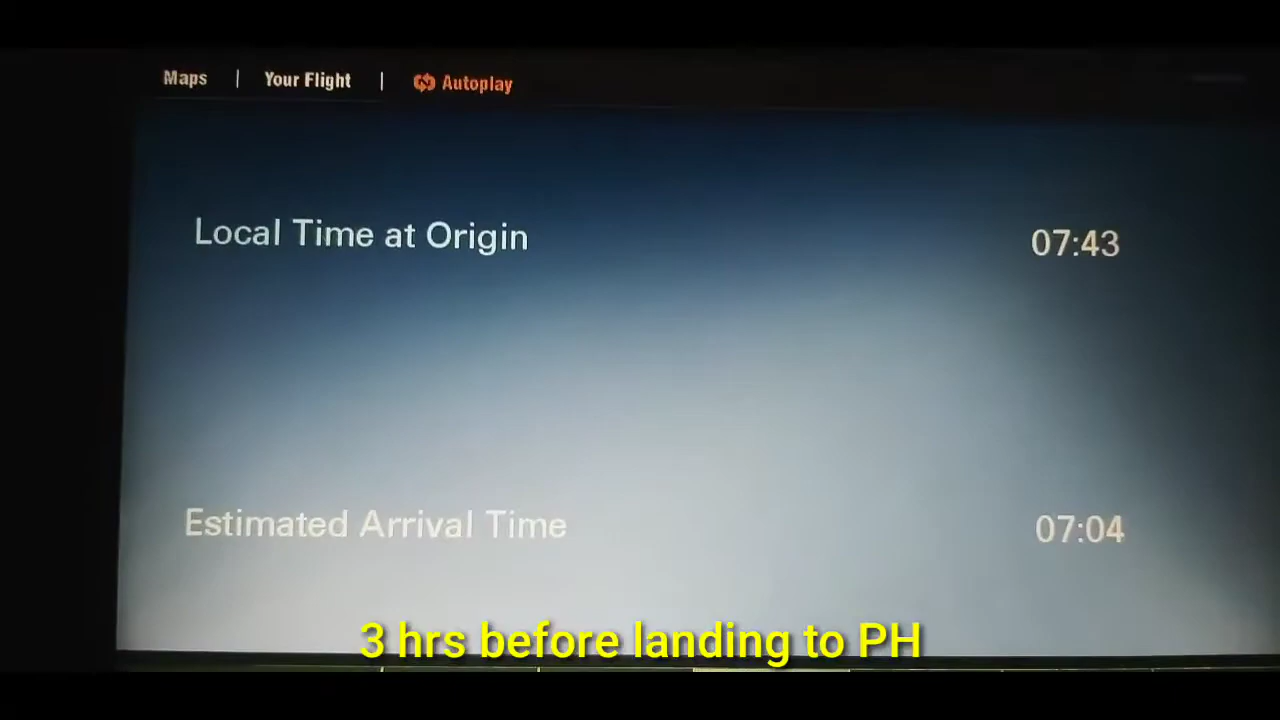 Maps | Your Flight | Autoplay
Local Time at Origin 07:43
Estimated Arrival Time 07:04
3 hrs before landing to PH